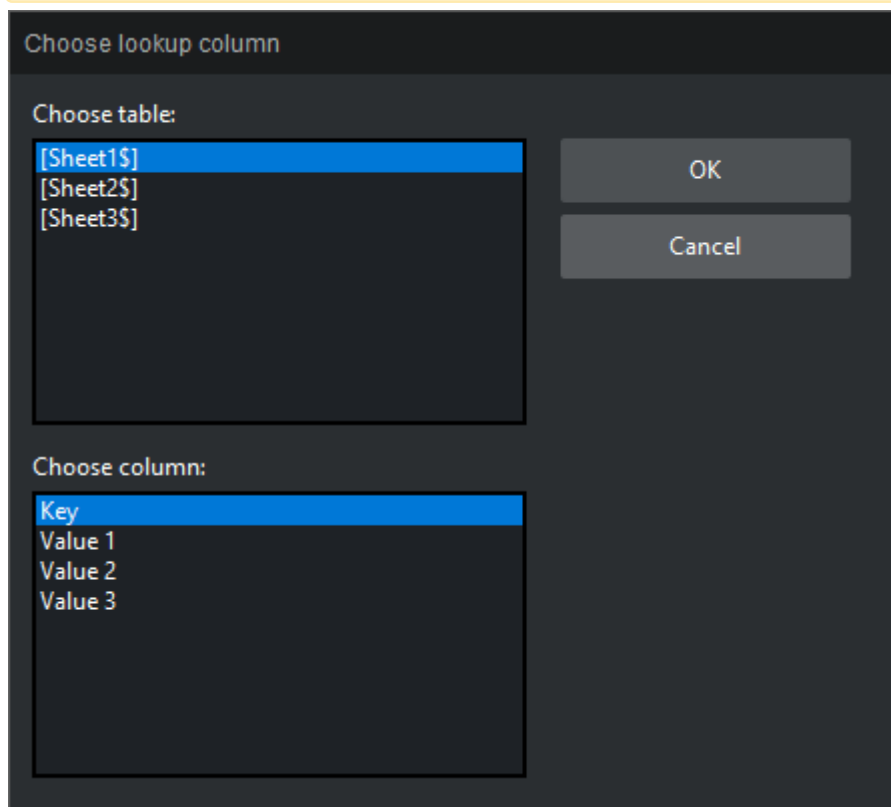 Choose lookup column
Choose table:
[Sheet1$]
[Sheet2$]
[Sheet3$]
OK
Cancel
Choose column:
Key
Value 1
Value 2
Value 3